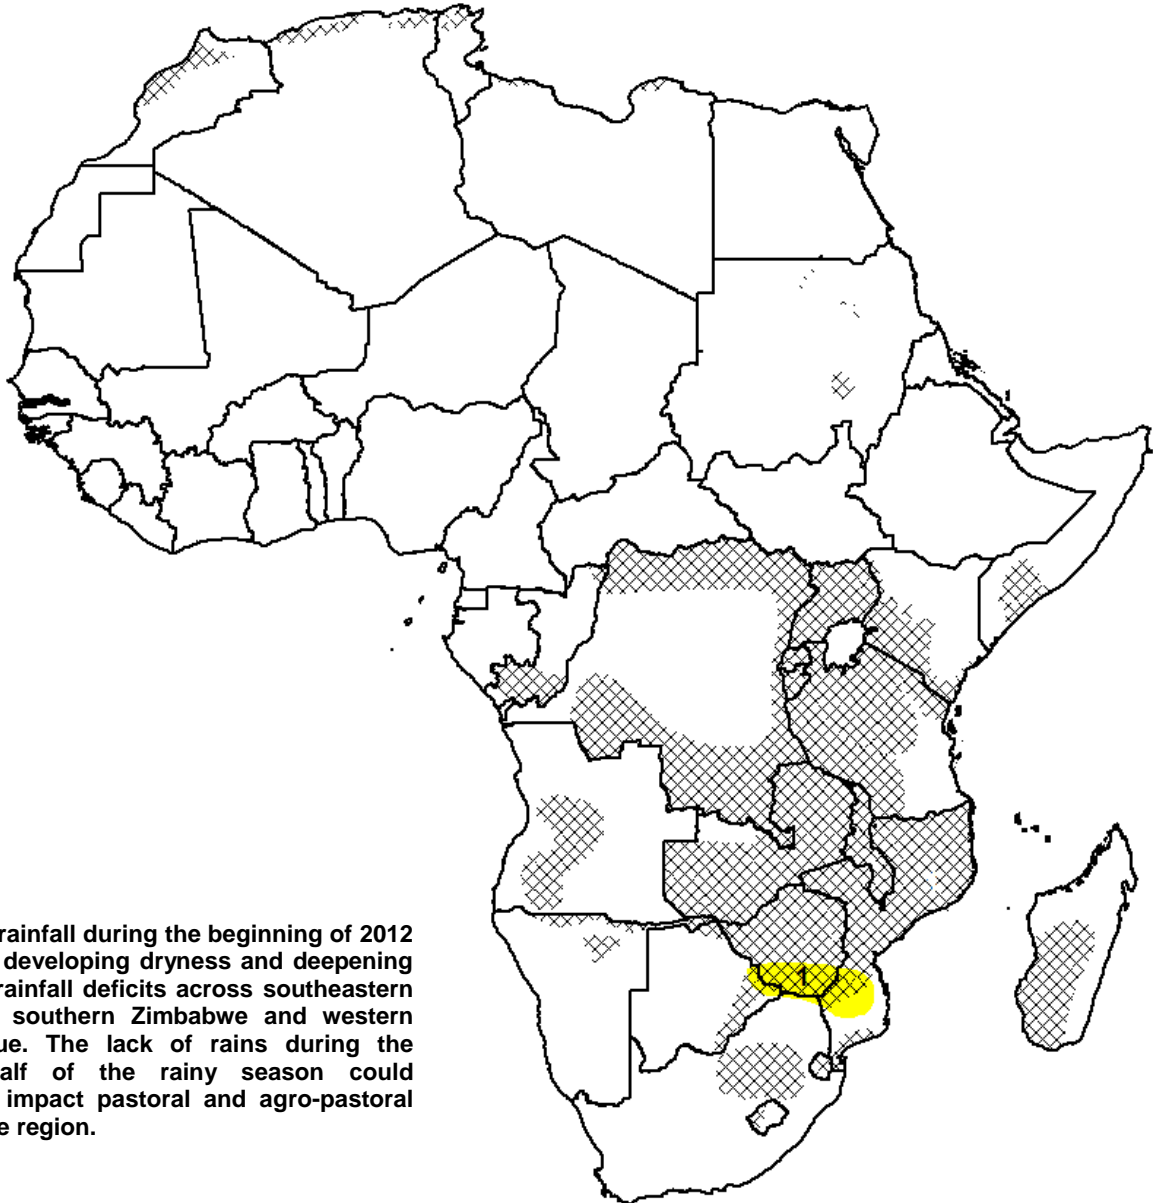 1
rainfall during the beginning of 2012
developing dryness and deepening
rainfall deficits across southeastern
southern Zimbabwe and western
ue. The lack of rains during the
alf of the rainy season could
impact pastoral and agro-pastoral
e region.